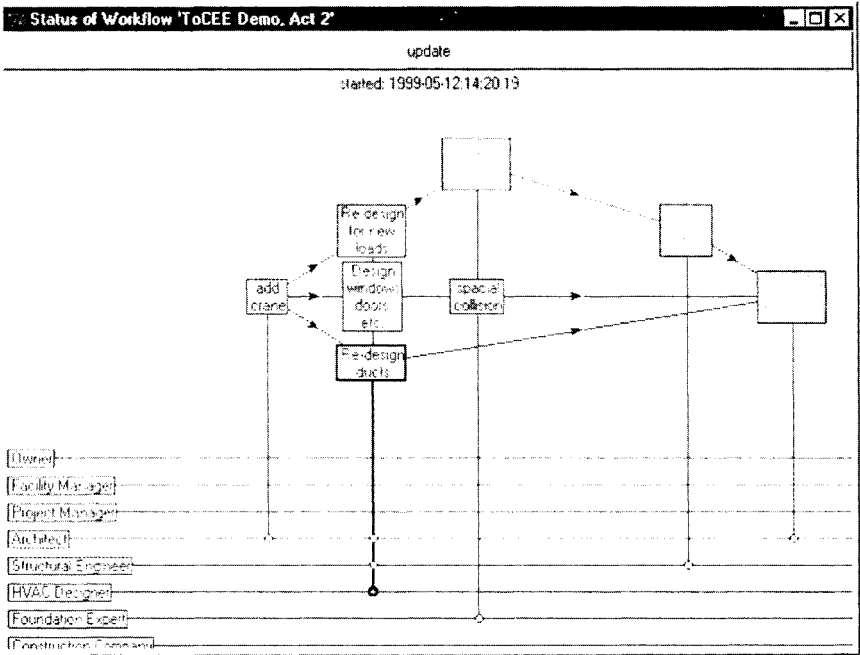 Status of Workflow 'ToCEE Demo, Act 2'
update
started: 1999-05-12:14:20:19
Re-design
for new
loads
Design
windows
doors
etc.
add
crane
spacial
collision
Re-design
ducts
Owner
Facility Manager
Project Manager
Architect
Structural Engineer
HVAC Designer
Foundation Expert
Construction Company